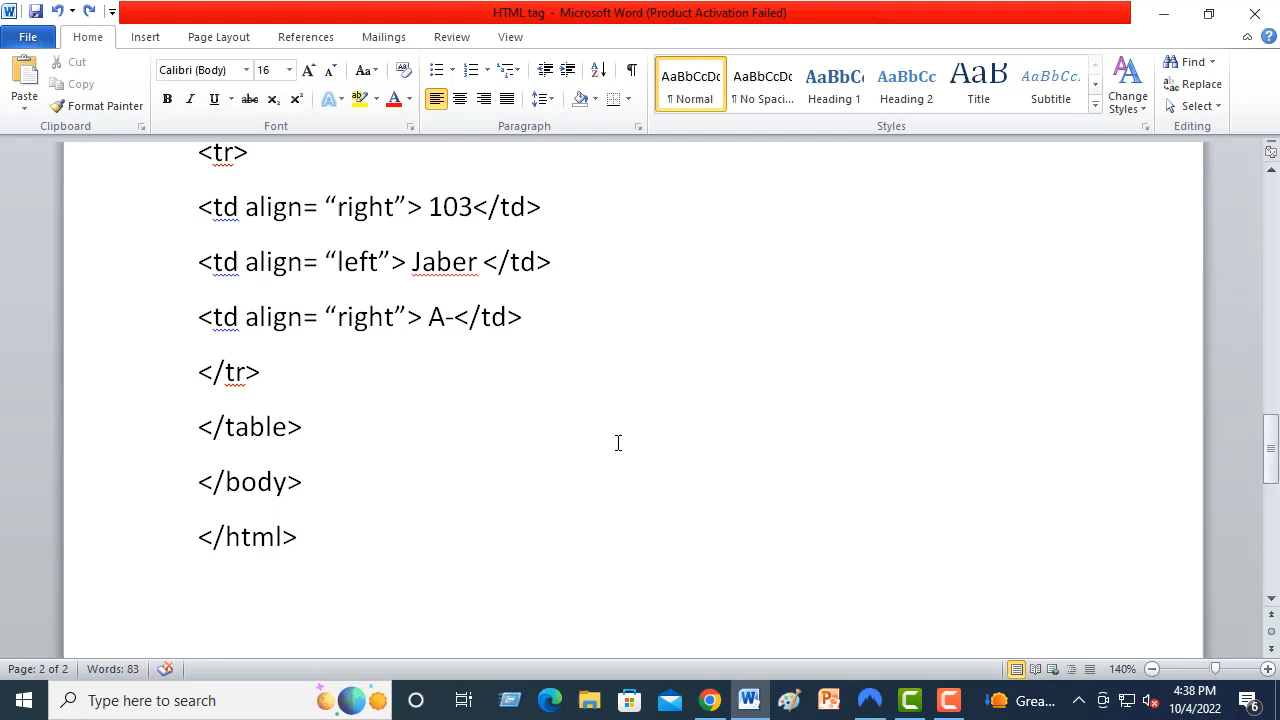 HTML tag - Microsoft Word (Product Activation Failed)
File Home Insert Page Layout References Mailings Review View
Paste
Cut
Copy
Format Painter
Clipboard
Calibri (Body) 16
Font
Paragraph
AaBbCcDc AaBbCcDc AaBbC AaBbCc AaB AaBbCc.
¶ Normal ¶ No Spaci... Heading 1 Heading 2 Title Subtitle
Styles
Change Styles
Find
Replace
Select
Editing
<tr>
<td align= “right”> 103</td>
<td align= “left”> Jaber </td>
<td align= “right”> A-</td>
</tr>
</table>
</body>
</html>
Page: 2 of 2 Words: 83 140%
Type here to search
Grea...
4:38 PM
10/4/2022
6